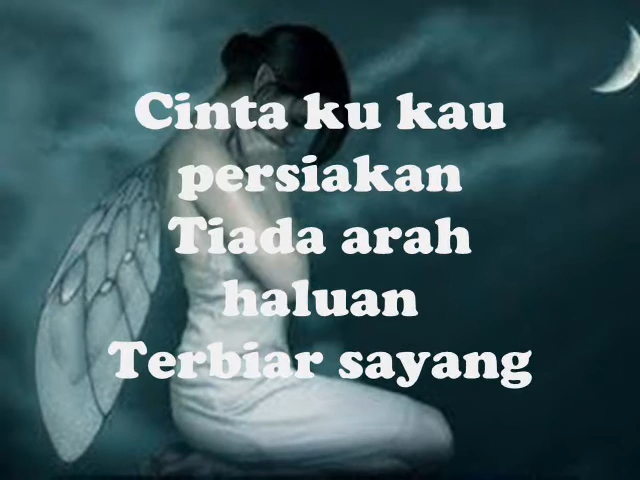 Cinta ku kau
persiakan
Tiada arah
haluan
Terbiar sayang